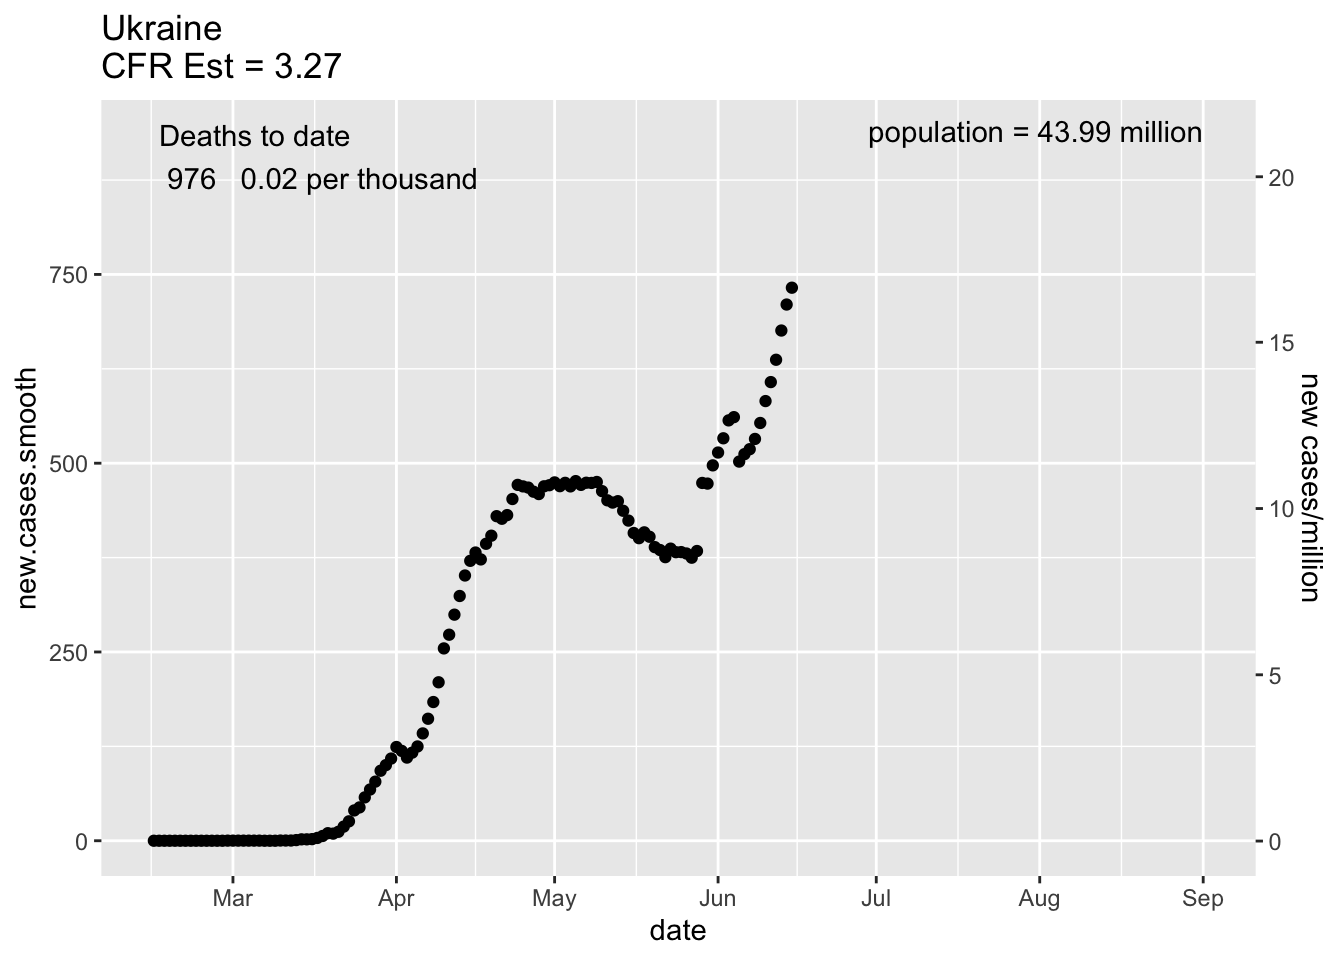 Ukraine
CFR Est = 3.27
Deaths to date
976 0.02 per thousand
population = 43.99 million
20
750
15
500
10
250
5
0
0
new.cases.smooth
new cases/million
Mar Apr May Jun Jul Aug Sep
date